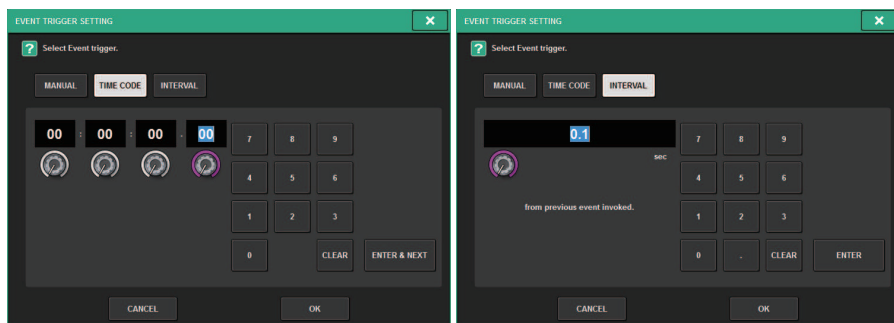 EVENT TRIGGER SETTING
Select Event trigger.
MANUAL TIME CODE INTERVAL
00 : 00 : 00 . 00
7 8 9
4 5 6
1 2 3
0 CLEAR ENTER & NEXT
CANCEL OK
EVENT TRIGGER SETTING
Select Event trigger.
MANUAL TIME CODE INTERVAL
0.1
sec
from previous event invoked.
7 8 9
4 5 6
1 2 3
0 . CLEAR ENTER
CANCEL OK